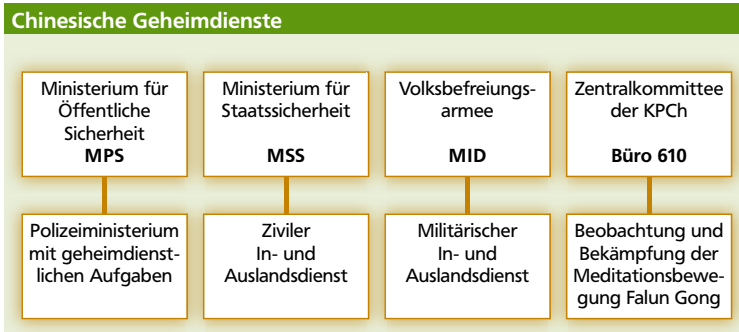 Chinesische Geheimdienste
Ministerium für
Öffentliche
Sicherheit
MPS
Ministerium für
Staatssicherheit
MSS
Volksbefreiungs-
armee
MID
Zentralkommittee
der KPCh
Büro 610
Polizeiministerium
mit geheimdienst-
lichen Aufgaben
Ziviler
In- und
Auslandsdienst
Militärischer
In- und
Auslandsdienst
Beobachtung und
Bekämpfung der
Meditationsbewe-
gung Falun Gong